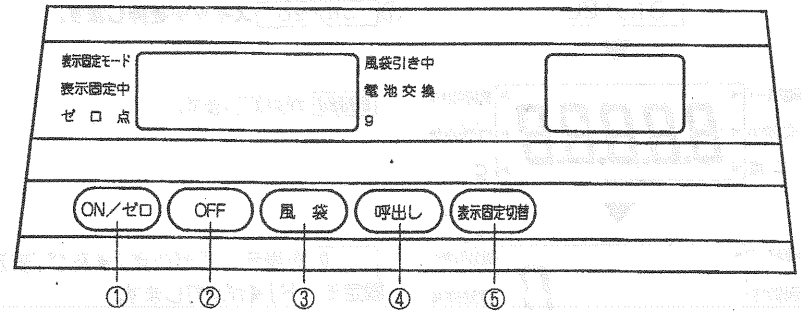 表示固定モード
表示固定中
ゼロ点
風袋引き中
電池交換
g
ON/ゼロ OFF 風袋 呼出し 表示固定切替
① ② ③ ④ ⑤